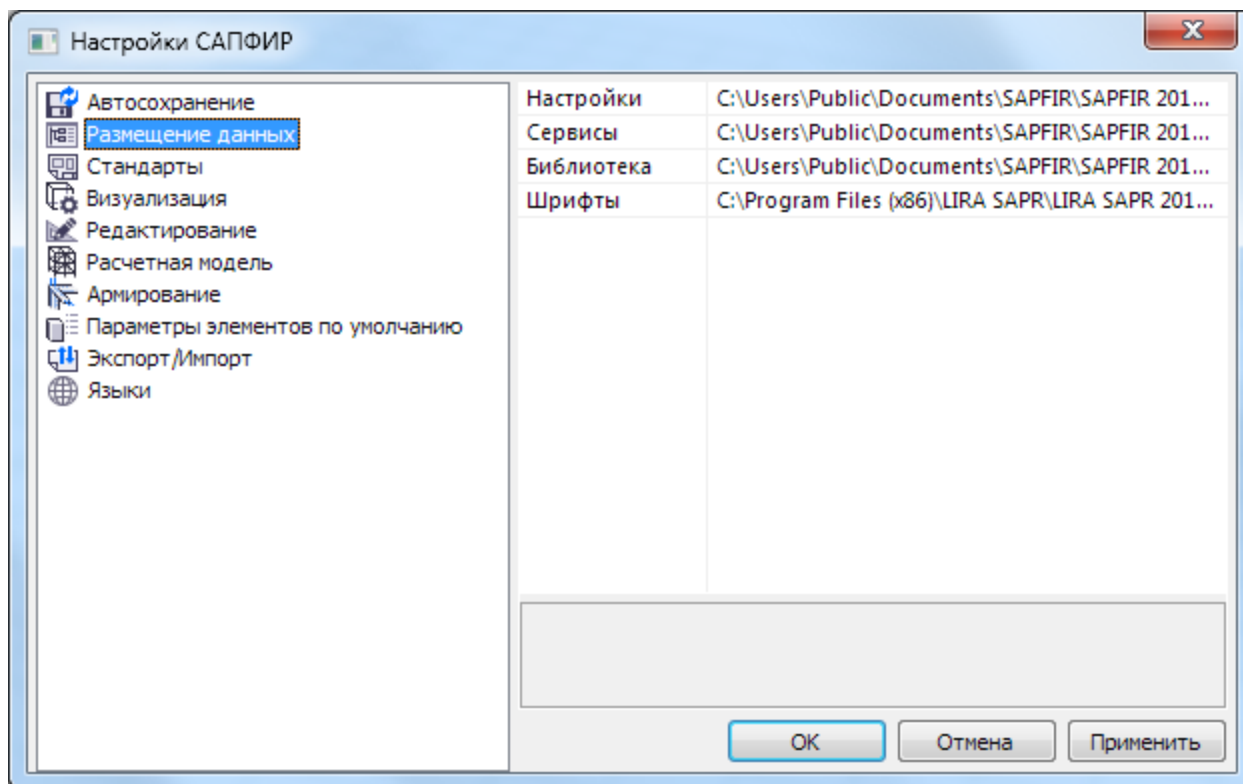 Настройки САПФИР
Автосохранение
Размещение данных
Стандарты
Визуализация
Редактирование
Расчетная модель
Армирование
Параметры элементов по умолчанию
Экспорт/Импорт
Языки
Настройки C:\Users\Public\Documents\SAPFIR\SAPFIR 201...
Сервисы C:\Users\Public\Documents\SAPFIR\SAPFIR 201...
Библиотека C:\Users\Public\Documents\SAPFIR\SAPFIR 201...
Шрифты C:\Program Files (x86)\LIRA SAPR\LIRA SAPR 201...
OK Отмена Применить